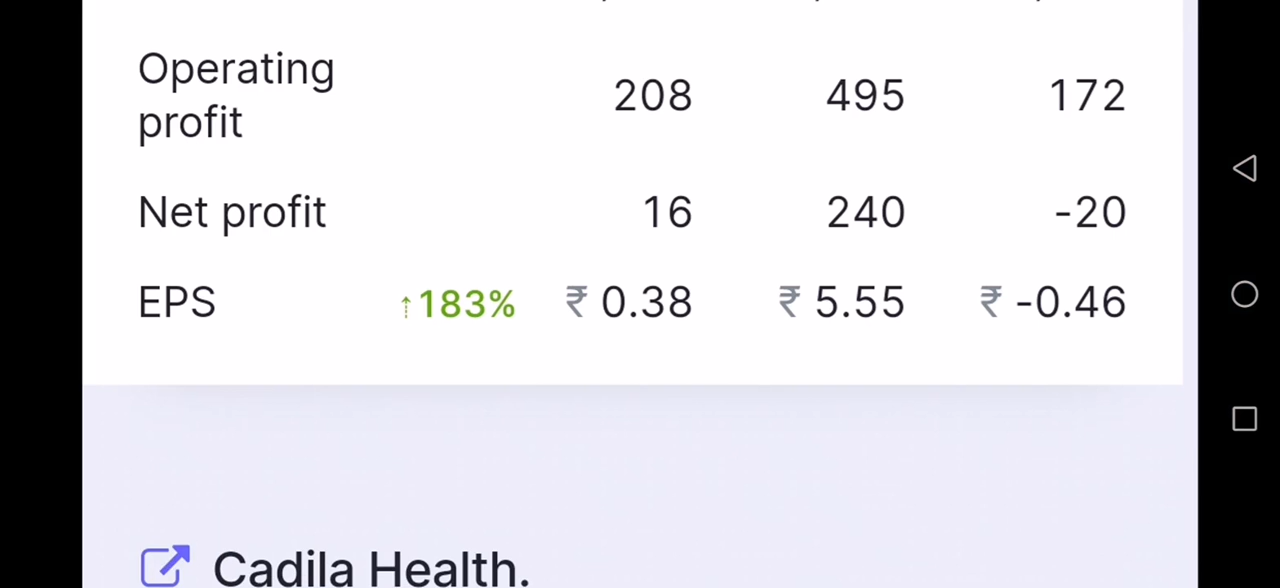 Operating
profit 208 495 172
Net profit 16 240 -20
EPS ↑183% ₹ 0.38 ₹ 5.55 ₹ -0.46
Cadila Health.